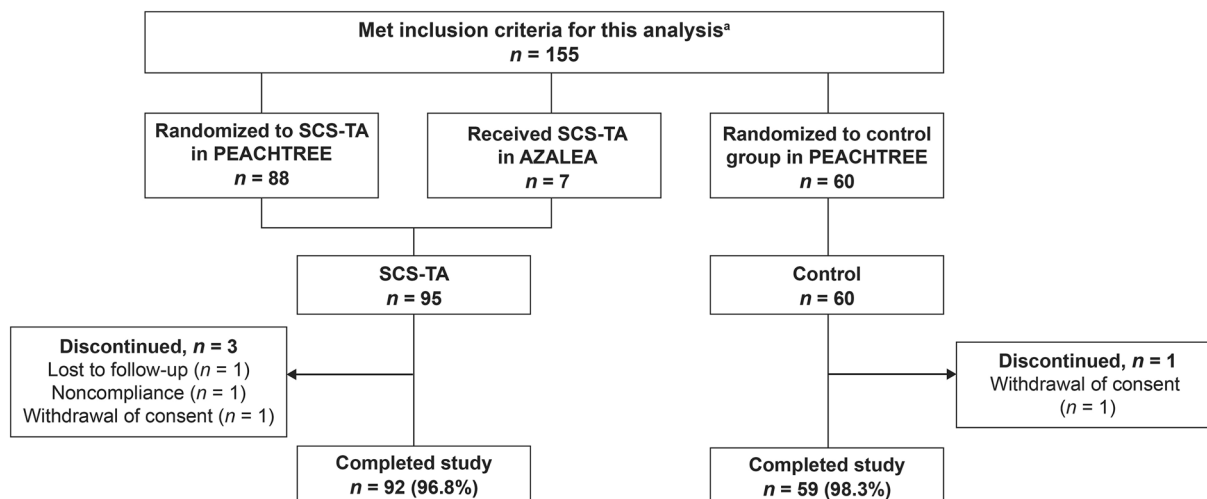 Met inclusion criteria for this analysisᵃ
n = 155
Randomized to SCS-TA
in PEACHTREE
n = 88
Received SCS-TA
in AZALEA
n = 7
Randomized to control
group in PEACHTREE
n = 60
SCS-TA
n = 95
Control
n = 60
Discontinued, n = 3
Lost to follow-up (n = 1)
Noncompliance (n = 1)
Withdrawal of consent (n = 1)
Discontinued, n = 1
Withdrawal of consent
(n = 1)
Completed study
n = 92 (96.8%)
Completed study
n = 59 (98.3%)